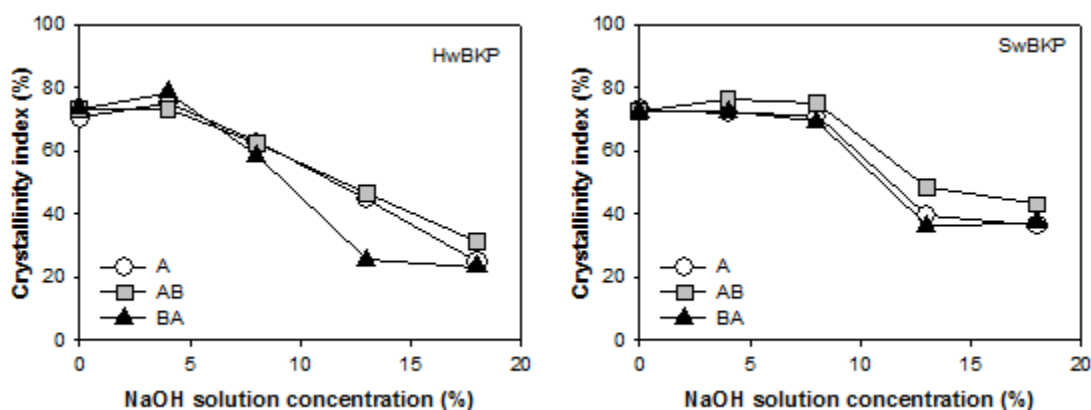 100
80
60
40
20
0
Crystallinity index (%)
HwBKP
A
AB
BA
0 5 10 15 20
NaOH solution concentration (%)
100
80
60
40
20
0
Crystallinity index (%)
SwBKP
A
AB
BA
0 5 10 15 20
NaOH solution concentration (%)